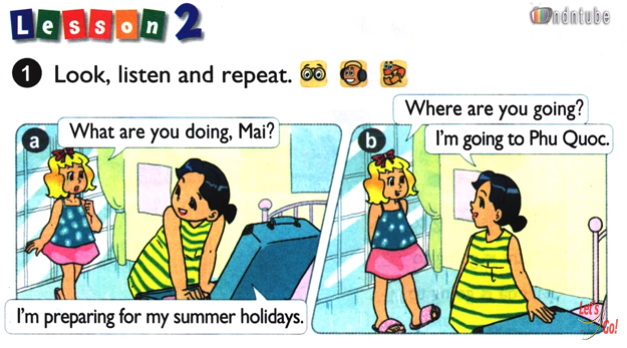 Lesson 2
ndntube
1 Look, listen and repeat.
a
What are you doing, Mai?
I'm preparing for my summer holidays.
b
Where are you going?
I'm going to Phu Quoc.
Let's
Go!